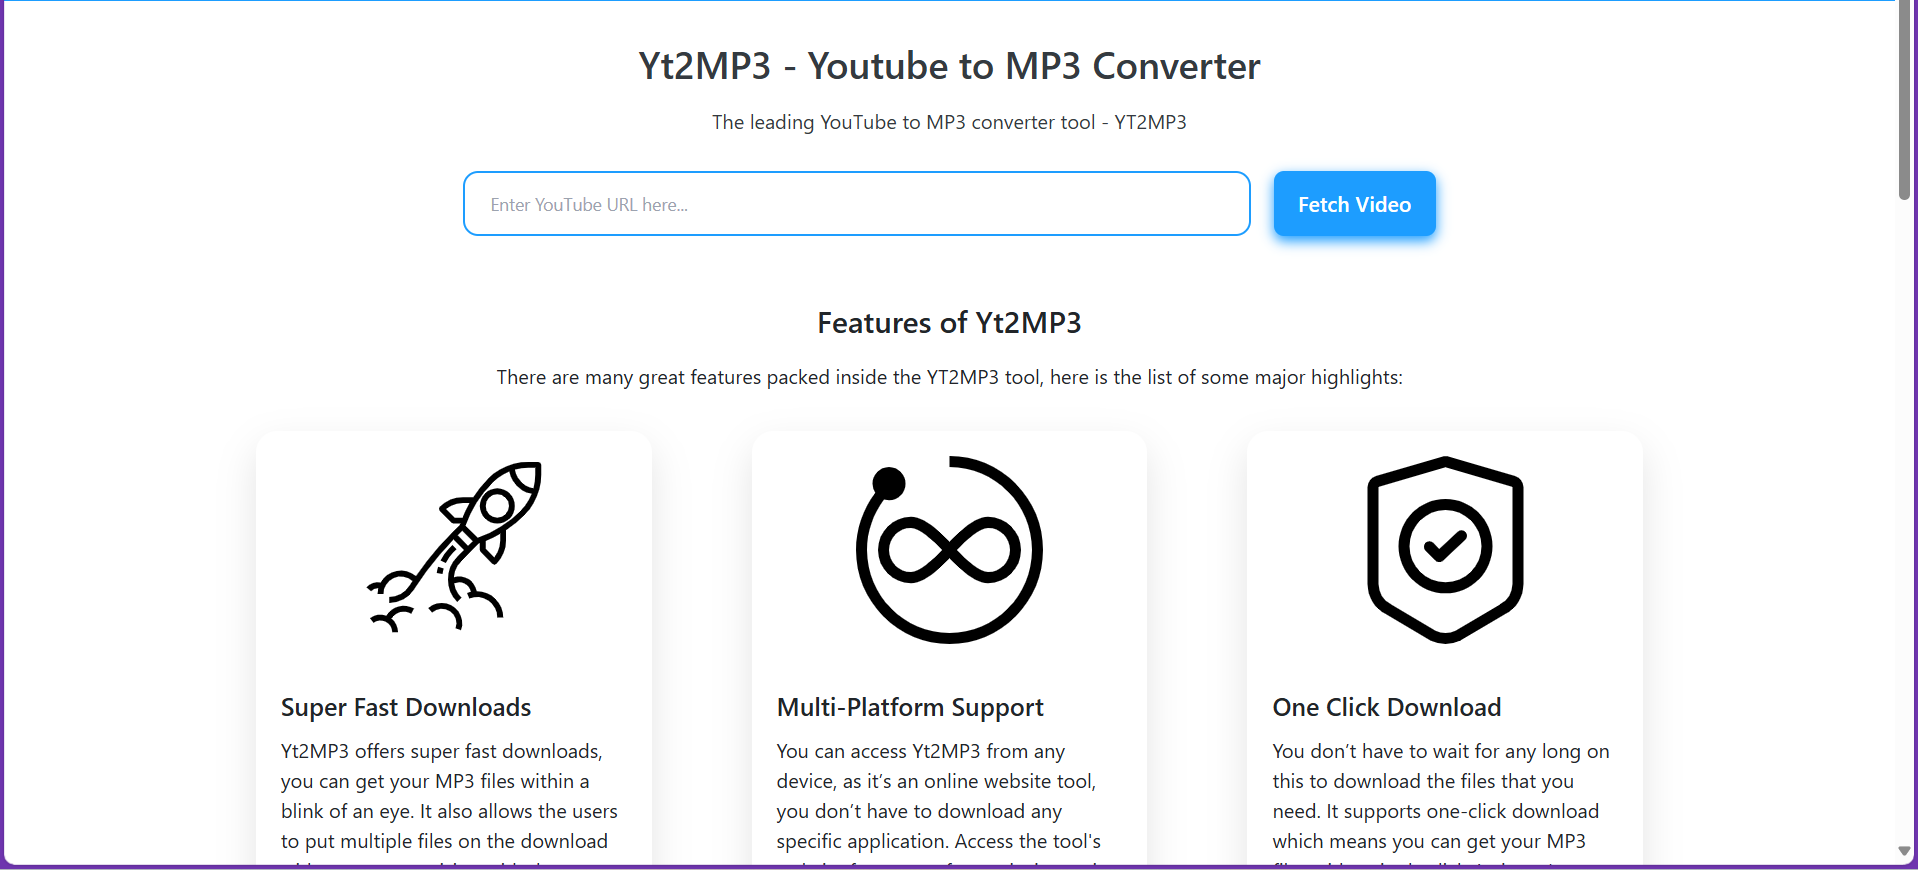 Yt2MP3 - Youtube to MP3 Converter
The leading YouTube to MP3 converter tool - YT2MP3
Enter YouTube URL here...
Fetch Video
Features of Yt2MP3
There are many great features packed inside the YT2MP3 tool, here is the list of some major highlights:
Super Fast Downloads
Yt2MP3 offers super fast downloads,
you can get your MP3 files within a
blink of an eye. It also allows the users
to put multiple files on the download
Multi-Platform Support
You can access Yt2MP3 from any
device, as it’s an online website tool,
you don’t have to download any
specific application. Access the tool's
One Click Download
You don’t have to wait for any long on
this to download the files that you
need. It supports one-click download
which means you can get your MP3